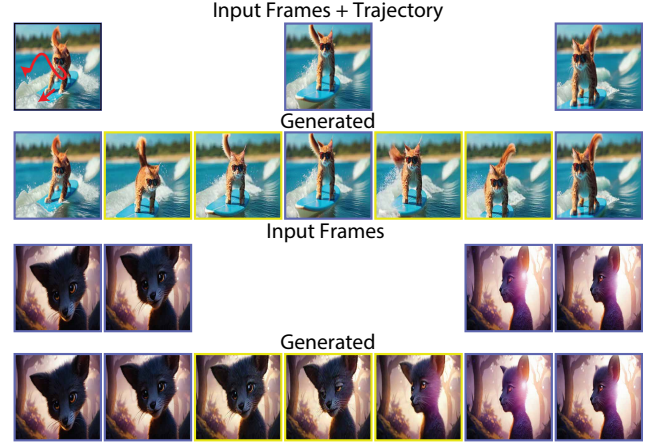 Input Frames + Trajectory
Generated
Input Frames
Generated